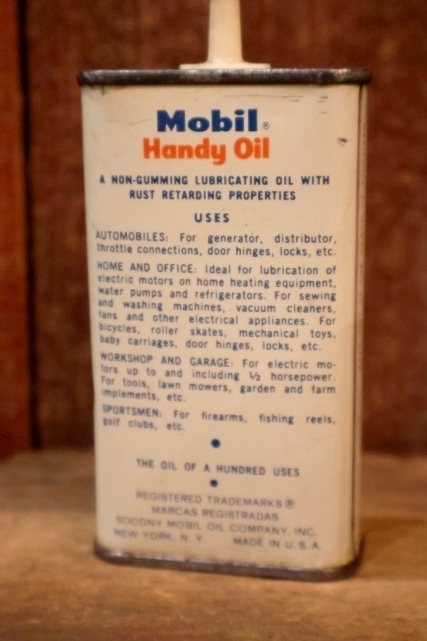 Mobil®
Handy Oil
A NON-GUMMING LUBRICATING OIL WITH
RUST RETARDING PROPERTIES
USES
AUTOMOBILES: For generator, distributor,
throttle connections, door hinges, locks, etc.
HOME AND OFFICE: Ideal for lubrication of
electric motors on home heating equipment,
water pumps and refrigerators. For sewing
and washing machines, vacuum cleaners,
fans and other electrical appliances. For
bicycles, roller skates, mechanical toys,
baby carriages, door hinges, locks, etc.
WORKSHOP AND GARAGE: For electric mo-
tors up to and including ½ horsepower.
For tools, lawn mowers, garden and farm
implements, etc.
SPORTSMEN: For firearms, fishing reels,
golf clubs, etc.
THE OIL OF A HUNDRED USES
REGISTERED TRADEMARKS ®
MARCAS REGISTRADAS
SOCONY MOBIL OIL COMPANY, INC.
NEW YORK, N. Y. MADE IN U. S. A.